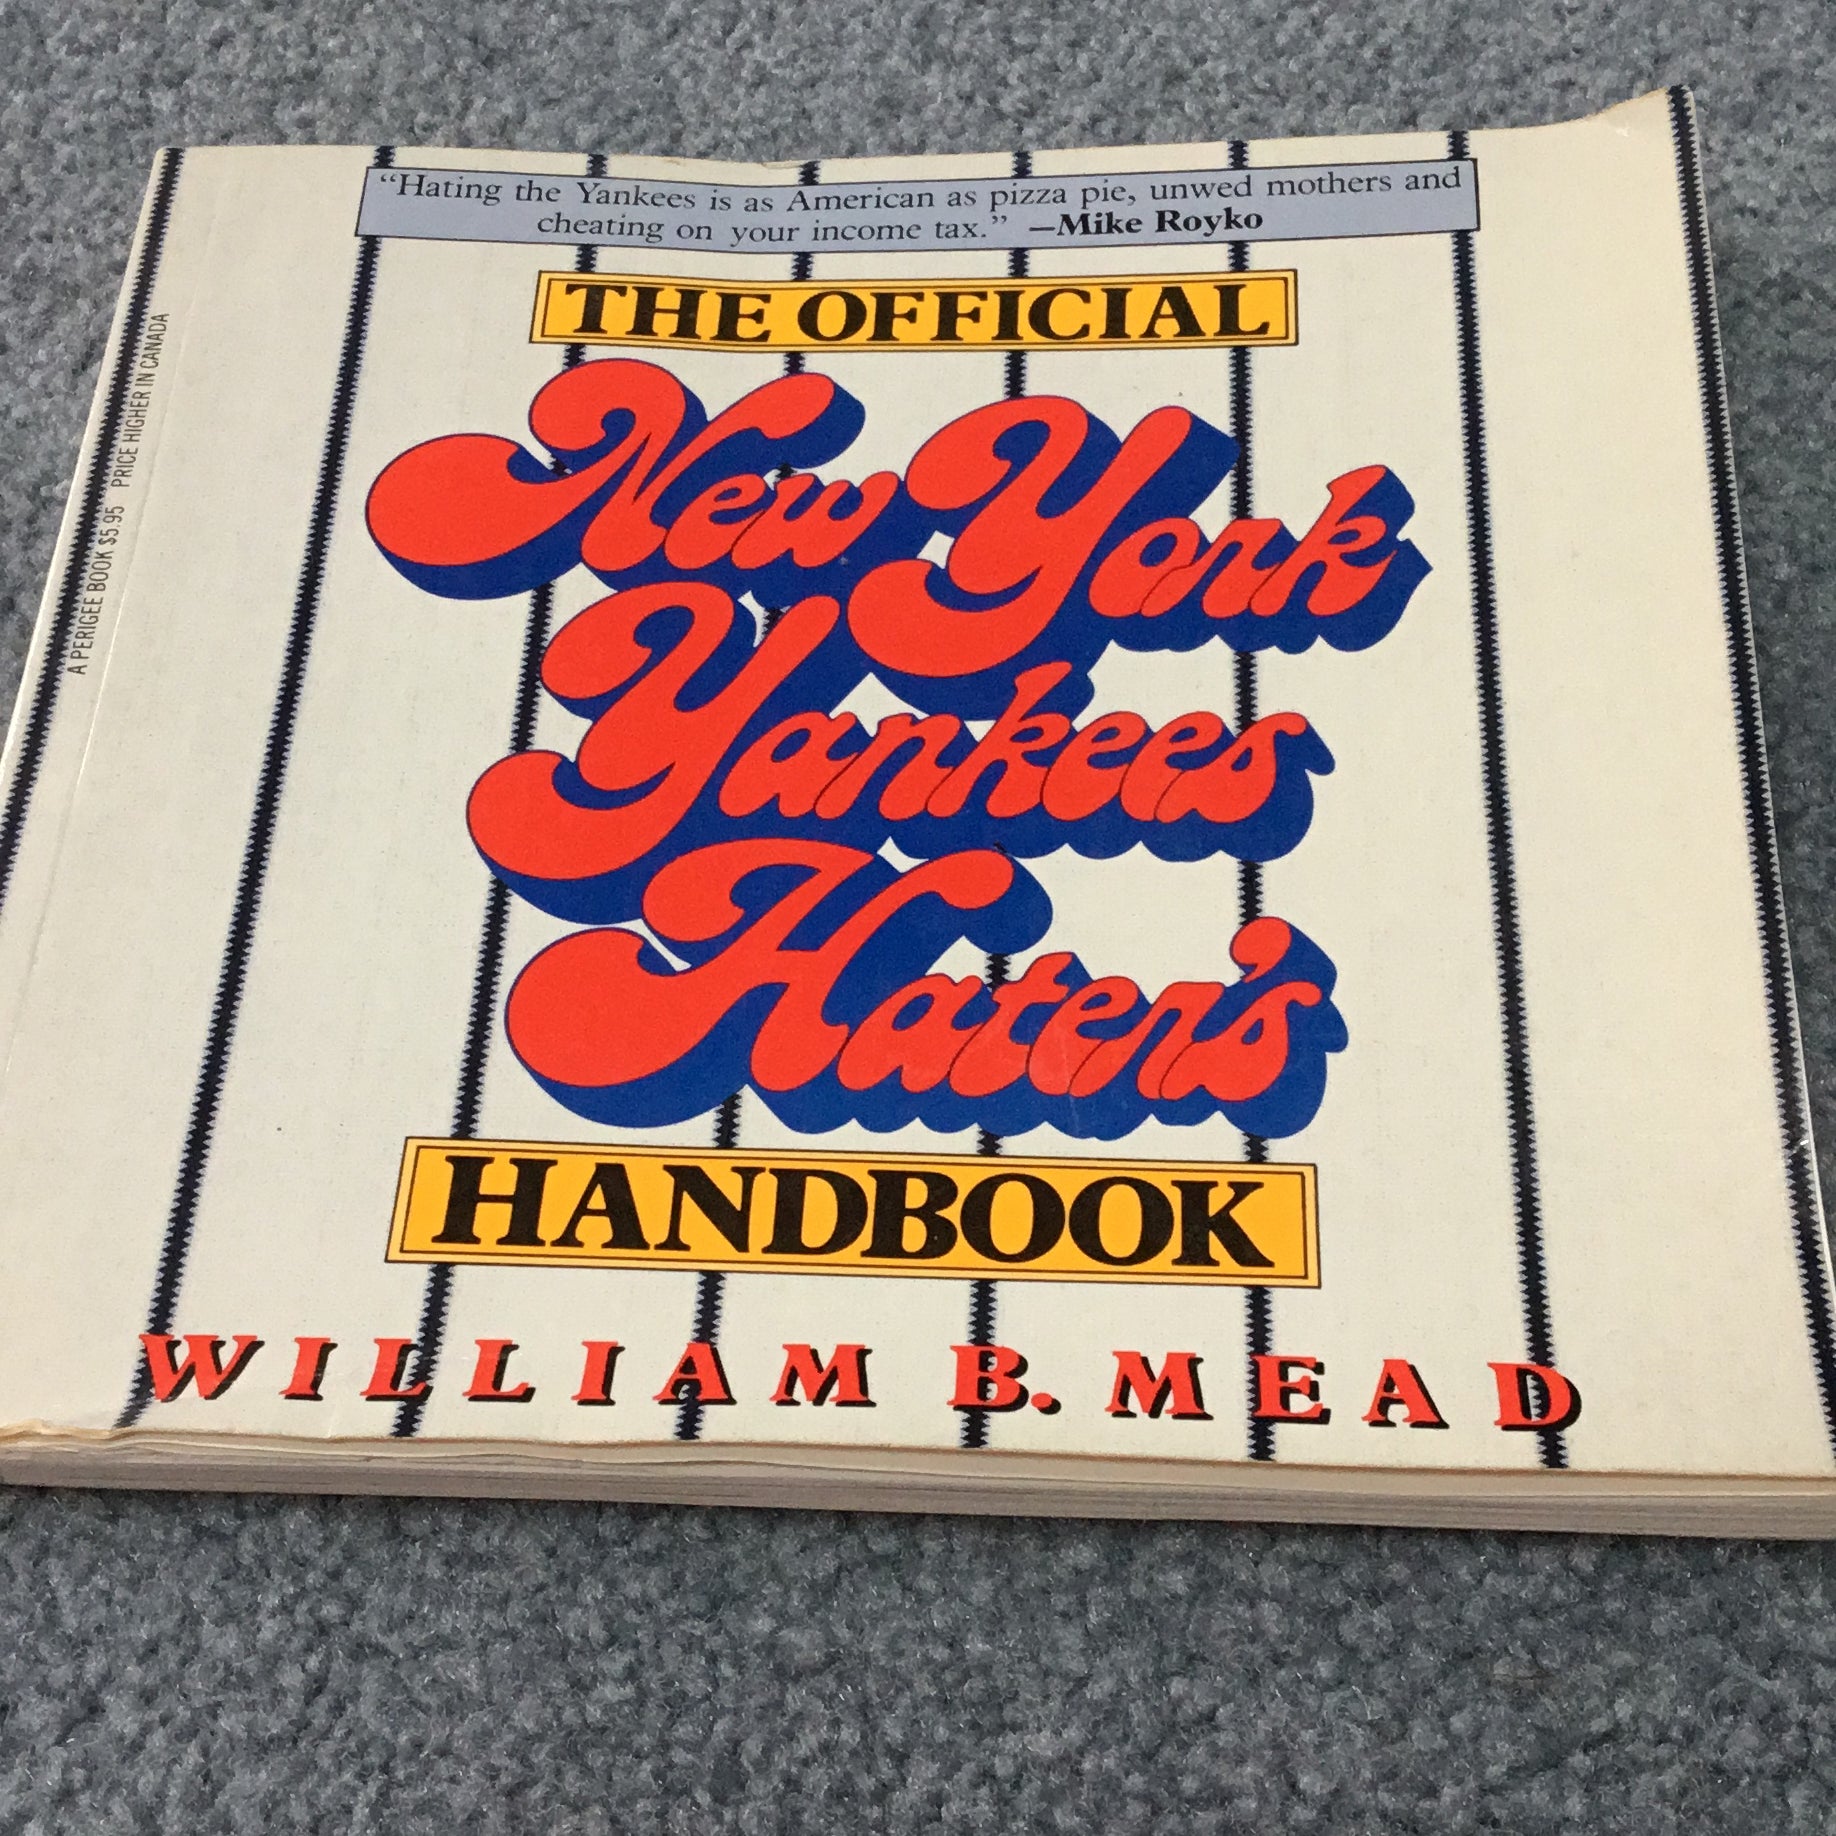 “Hating the Yankees is as American as pizza pie, unwed mothers and
cheating on your income tax.” —Mike Royko
THE OFFICIAL
New York
Yankees
Hater's
HANDBOOK
WILLIAM B. MEAD
A PERIGEE BOOK $5.95 PRICE HIGHER IN CANADA